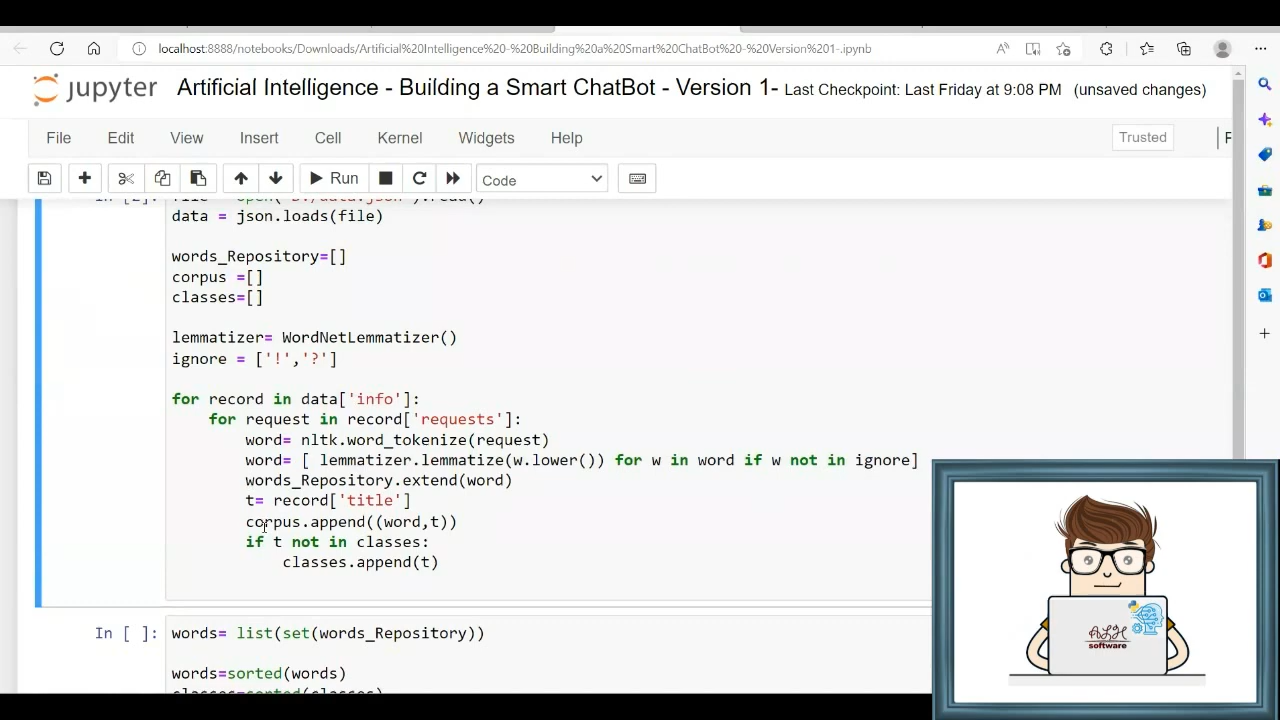 localhost:8888/notebooks/Downloads/Artificial%20Intelligence%20-%20Building%20a%20Smart%20ChatBot%20-%20Version%201-.ipynb
jupyter Artificial Intelligence - Building a Smart ChatBot - Version 1- Last Checkpoint: Last Friday at 9:08 PM (unsaved changes)
File Edit View Insert Cell Kernel Widgets Help Trusted
Run Code
data = json.loads(file)
words_Repository=[]
corpus =[]
classes=[]
lemmatizer= WordNetLemmatizer()
ignore = ['!','?']
for record in data['info']:
for request in record['requests']:
word= nltk.word_tokenize(request)
word= [ lemmatizer.lemmatize(w.lower()) for w in word if w not in ignore]
words_Repository.extend(word)
t= record['title']
corpus.append((word,t))
if t not in classes:
classes.append(t)
In [ ]: words= list(set(words_Repository))
words=sorted(words)
ALH
software